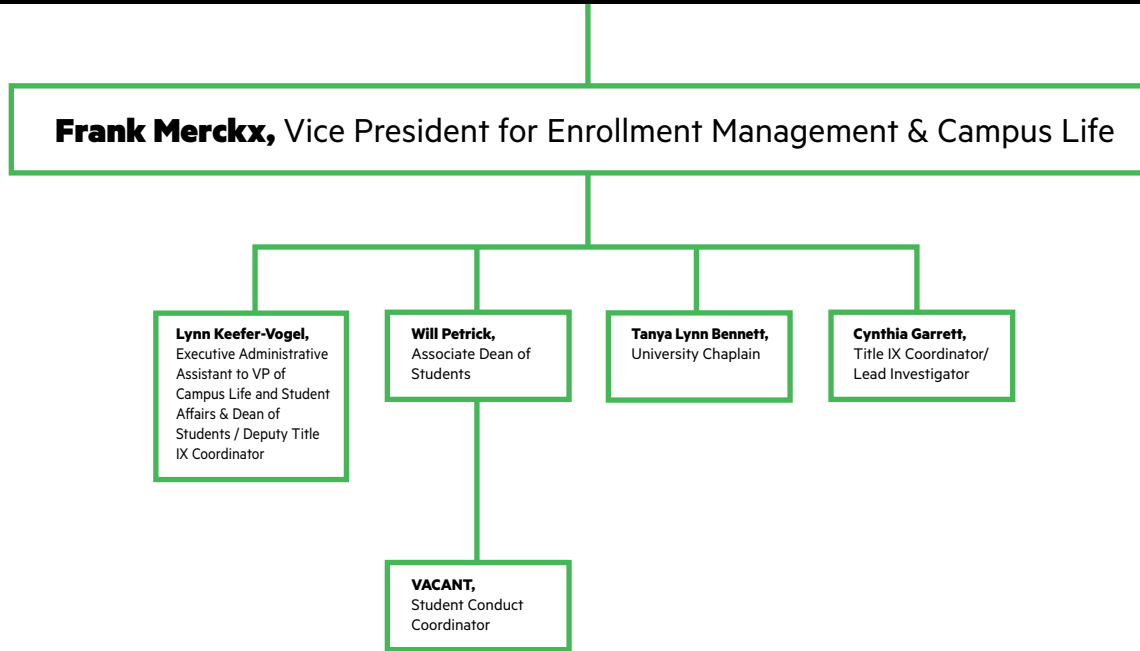 Frank Merckx, Vice President for Enrollment Management & Campus Life
Lynn Keefer-Vogel,
Executive Administrative
Assistant to VP of
Campus Life and Student
Affairs & Dean of
Students / Deputy Title
IX Coordinator
Will Petrick,
Associate Dean of
Students
Tanya Lynn Bennett,
University Chaplain
Cynthia Garrett,
Title IX Coordinator/
Lead Investigator
VACANT,
Student Conduct
Coordinator